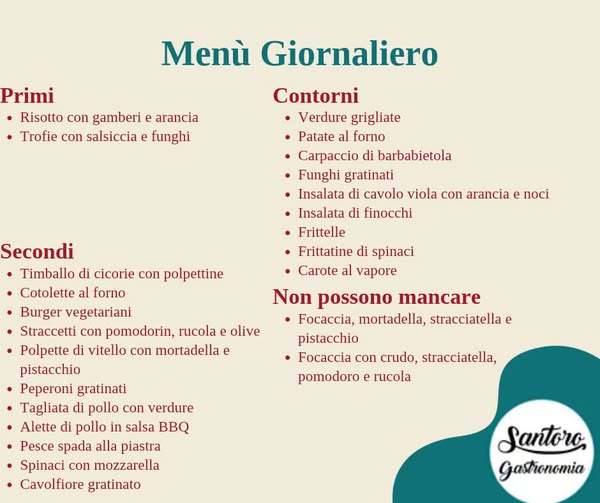 Menù Giornaliero
Primi
Risotto con gamberi e arancia
Trofie con salsiccia e funghi
Secondi
Timballo di cicorie con polpettine
Cotolette al forno
Burger vegetariani
Straccetti con pomodorin, rucola e olive
Polpette di vitello con mortadella e
pistacchio
Peperoni gratinati
Tagliata di pollo con verdure
Alette di pollo in salsa BBQ
Pesce spada alla piastra
Spinaci con mozzarella
Cavolfiore gratinato
Contorni
Verdure grigliate
Patate al forno
Carpaccio di barbabietola
Funghi gratinati
Insalata di cavolo viola con arancia e noci
Insalata di finocchi
Frittelle
Frittatine di spinaci
Carote al vapore
Non possono mancare
Focaccia, mortadella, stracciatella e
pistacchio
Focaccia con crudo, stracciatella,
pomodoro e rucola
Santoro
Gastronomia